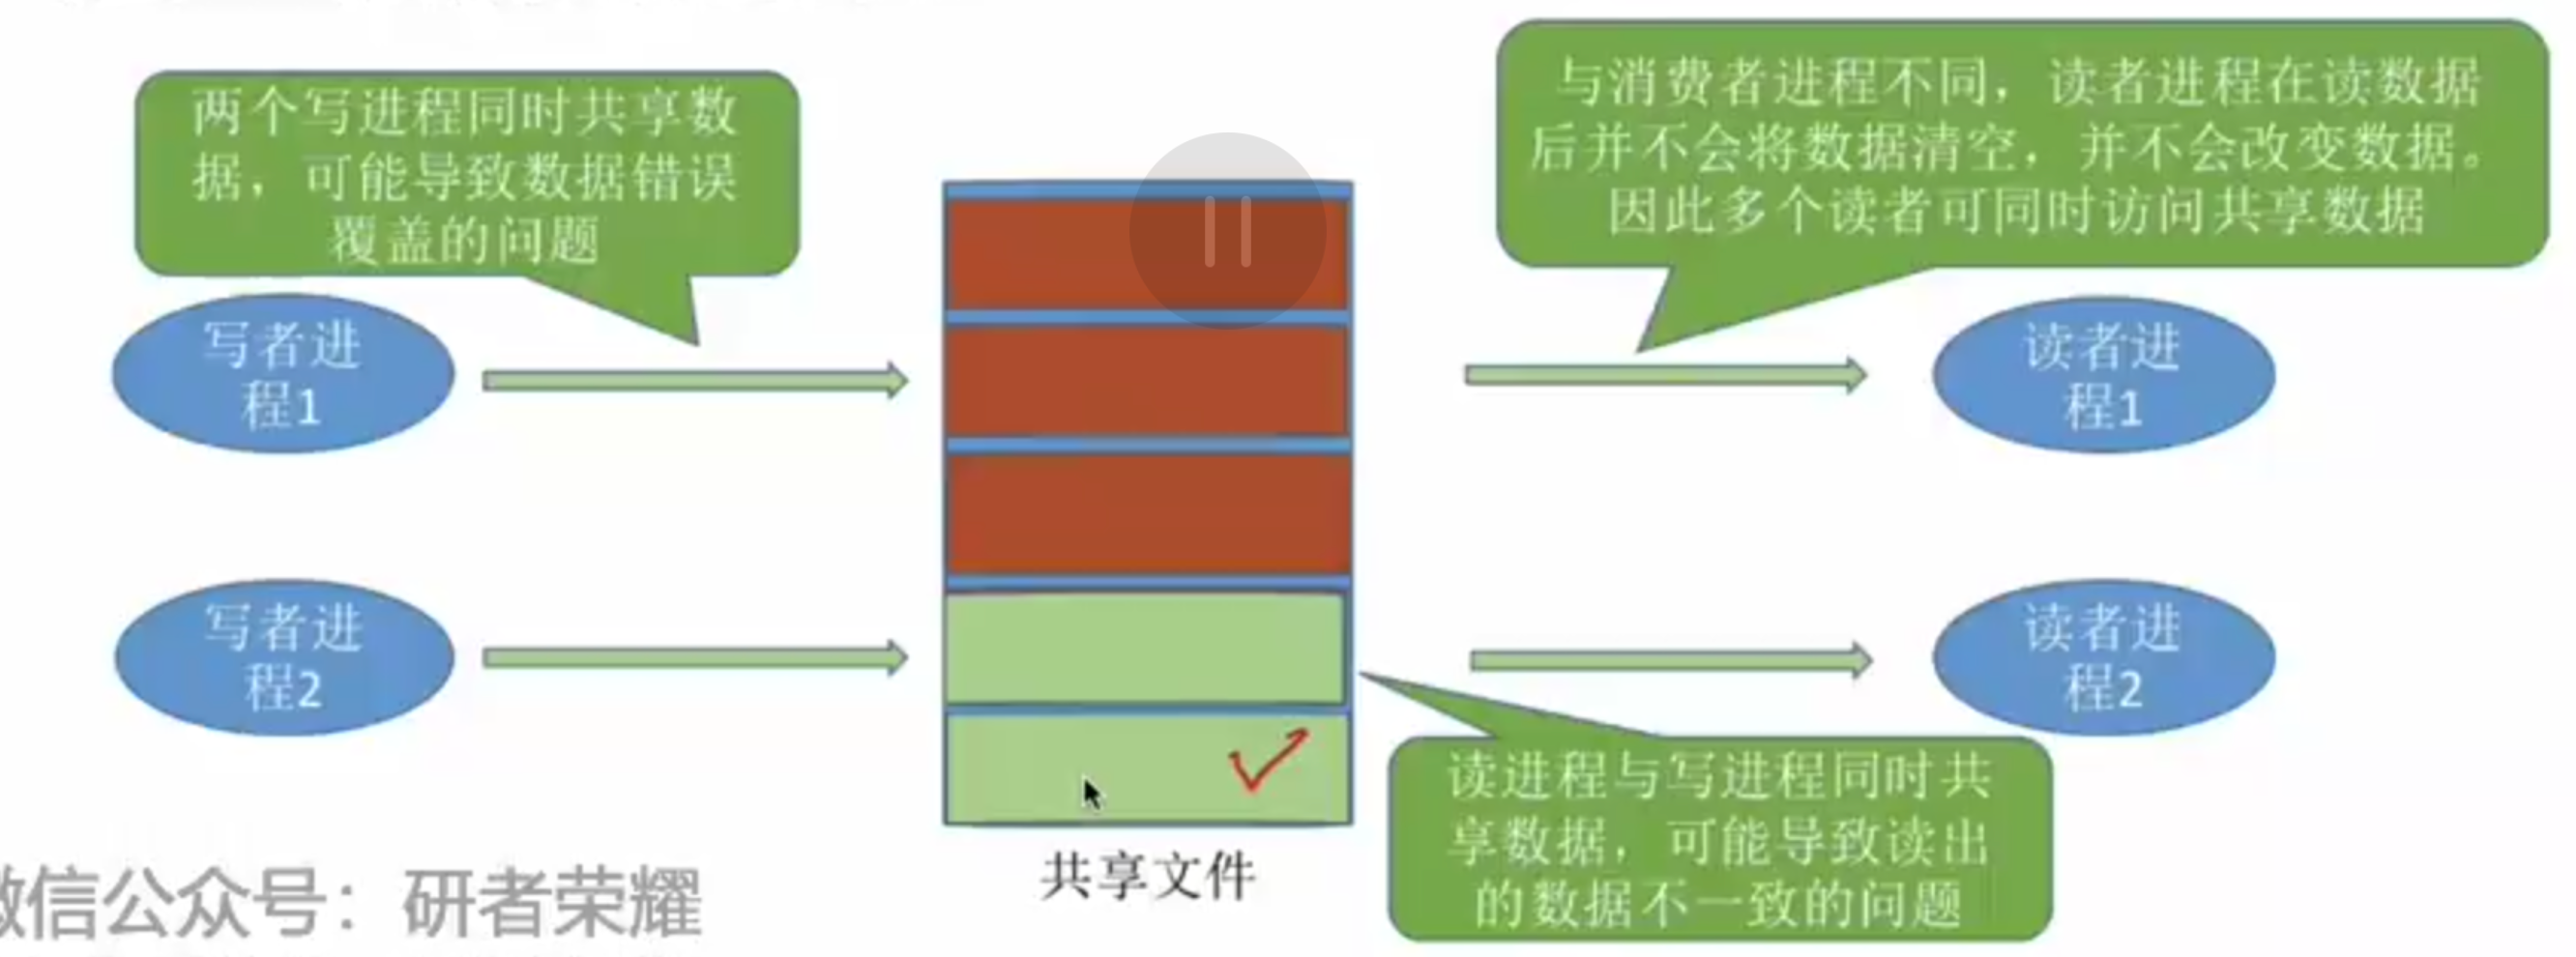 两个写进程同时共享数
据，可能导致数据错误
覆盖的问题
与消费者进程不同，读者进程在读数据
后并不会将数据清空，并不会改变数据。
因此多个读者可同时访问共享数据
写者进
程1
读者进
程1
写者进
程2
读者进
程2
读进程与写进程同时共
享数据，可能导致读出
的数据不一致的问题
共享文件
微信公众号：研者荣耀